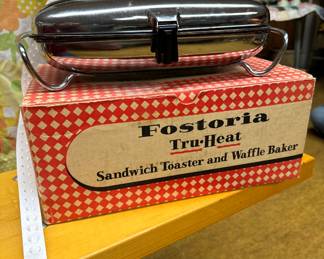 Fostoria
Tru-Heat
Sandwich Toaster and Waffle Baker